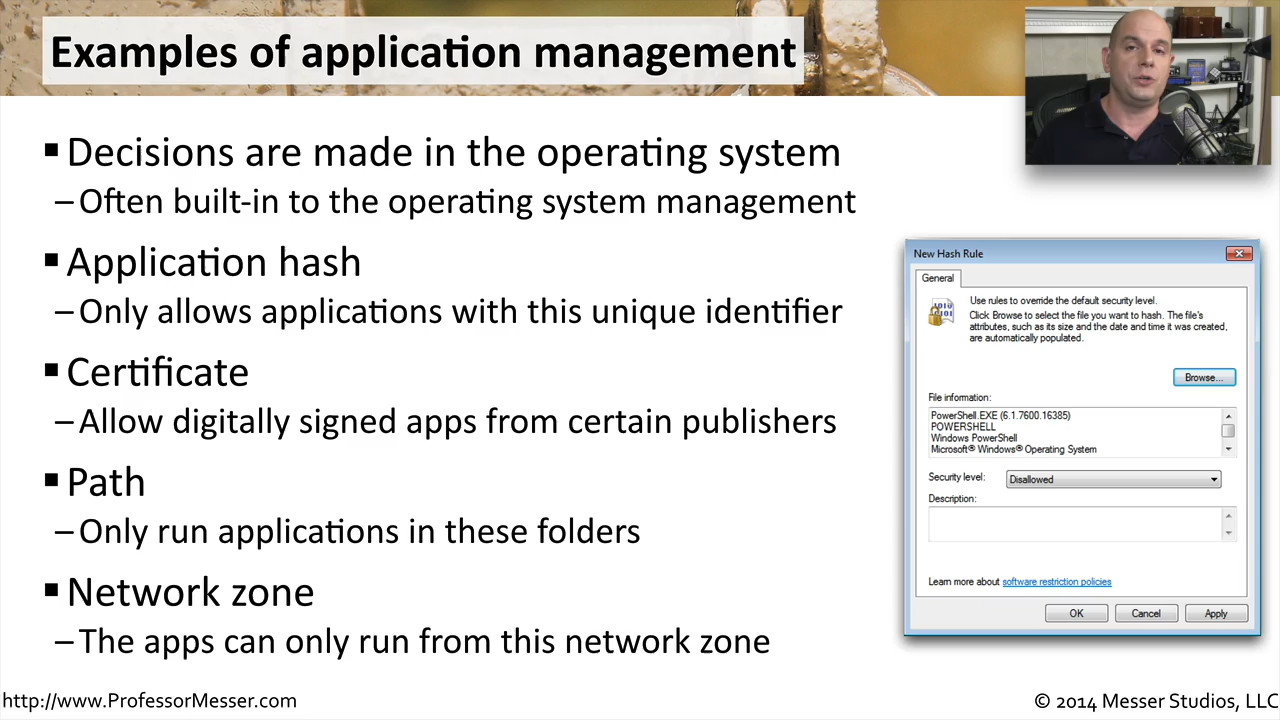 Examples of application management
▪ Decisions are made in the operating system
– Often built-in to the operating system management
▪ Application hash
– Only allows applications with this unique identifier
▪ Certificate
– Allow digitally signed apps from certain publishers
▪ Path
– Only run applications in these folders
▪ Network zone
– The apps can only run from this network zone
New Hash Rule
General
Use rules to override the default security level.
Click Browse to select the file you want to hash. The file's
attributes, such as its size and the date and time it was created,
are automatically populated.
Browse...
File information:
PowerShell.EXE (6.1.7600.16385)
POWERSHELL
Windows PowerShell
Microsoft® Windows® Operating System
Security level: Disallowed
Description:
Learn more about software restriction policies
OK Cancel Apply
http://www.ProfessorMesser.com
© 2014 Messer Studios, LLC